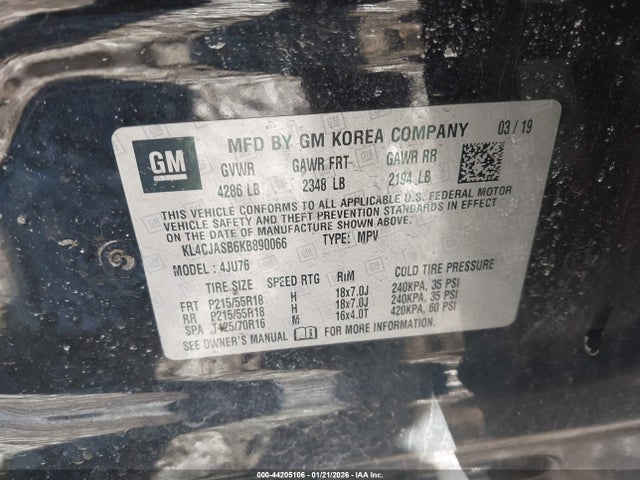 GM
MFD BY GM KOREA COMPANY 03 / 19
GVWR GAWR FRT GAWR RR
4286 LB 2348 LB 2194 LB
THIS VEHICLE CONFORMS TO ALL APPLICABLE U.S. FEDERAL MOTOR
VEHICLE SAFETY AND THEFT PREVENTION STANDARDS IN EFFECT ON
THE DATE OF MANUFACTURE SHOWN ABOVE.
KL4CJASB6KB890066 TYPE: MPV
MODEL : 4JU76
TIRE SIZE SPEED RTG RIM COLD TIRE PRESSURE
FRT P215/55R18 H 18x7.0J 240KPA, 35 PSI
RR P215/55R18 H 18x7.0J 240KPA, 35 PSI
SPA T125/70R16 M 16x4.0T 420KPA, 60 PSI
SEE OWNER'S MANUAL FOR MORE INFORMATION.
000-44205106 - 01/21/2026 - IAAI INC.